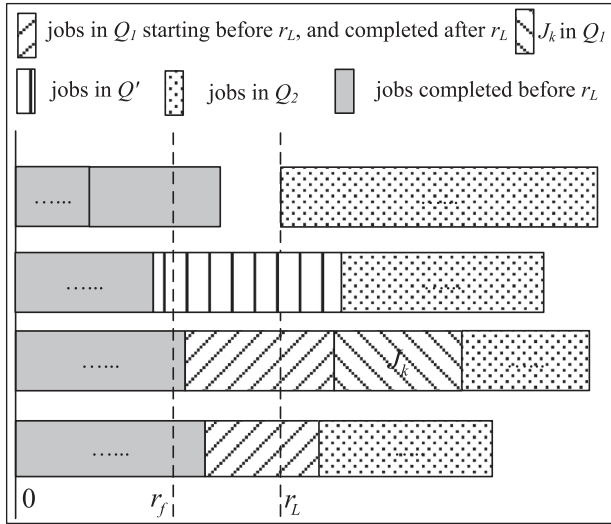 jobs in Q1 starting before rL, and completed after rL Jk in Q1
jobs in Q' jobs in Q2 jobs completed before rL
...... ......
...... ......
...... Jk ......
...... ......
0 rf rL